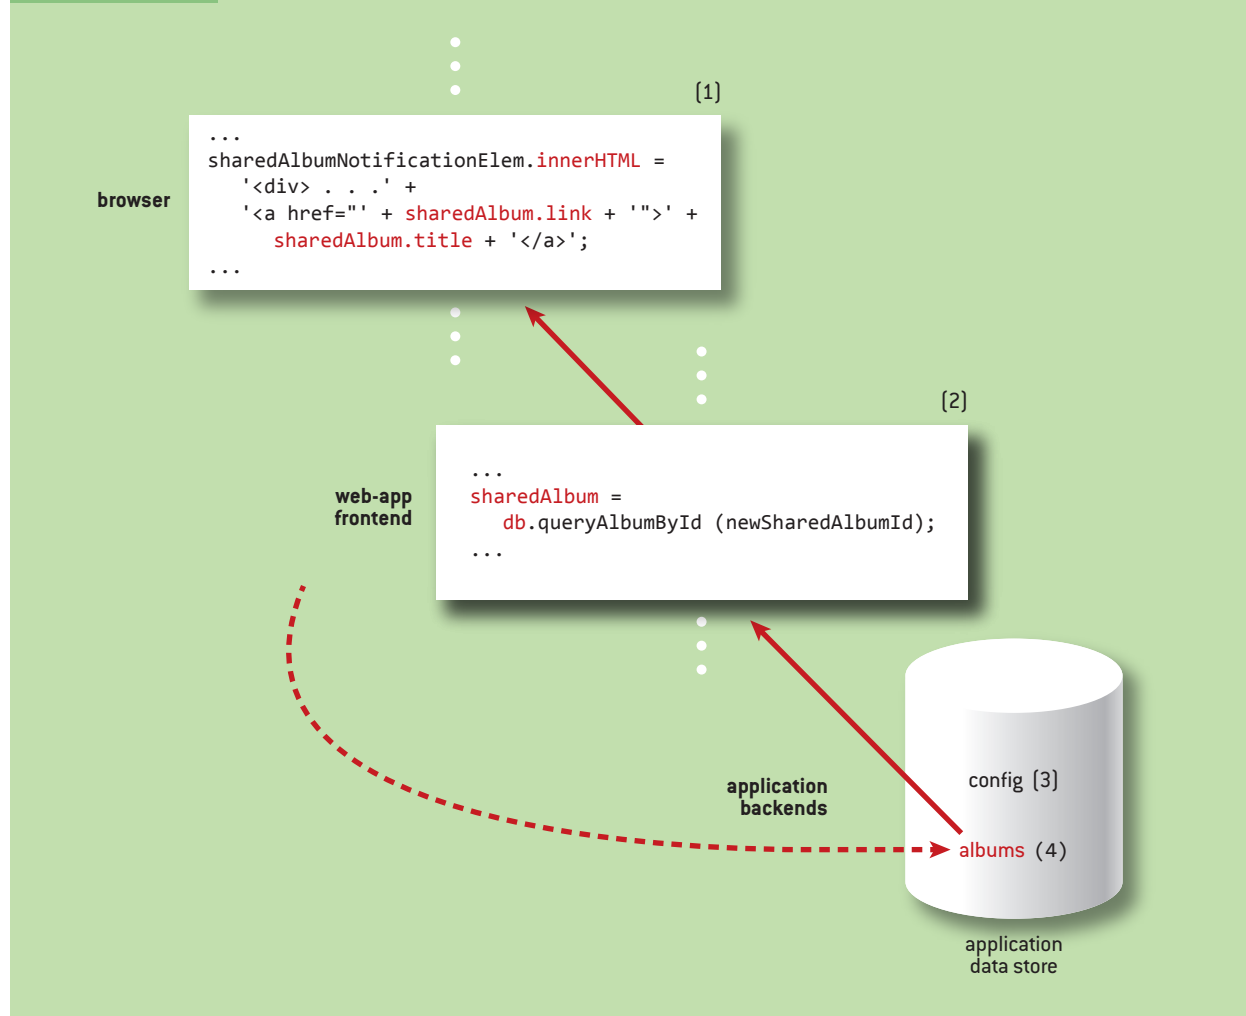 (1)
...
sharedAlbumNotificationElem.innerHTML =
'<div> . . .' +
browser
'<a href="' + sharedAlbum.link + '">' +
sharedAlbum.title + '</a>';
...
(2)
...
web-app
frontend
sharedAlbum =
db.queryAlbumById (newSharedAlbumId);
...
application
backends
config (3)
albums (4)
application
data store